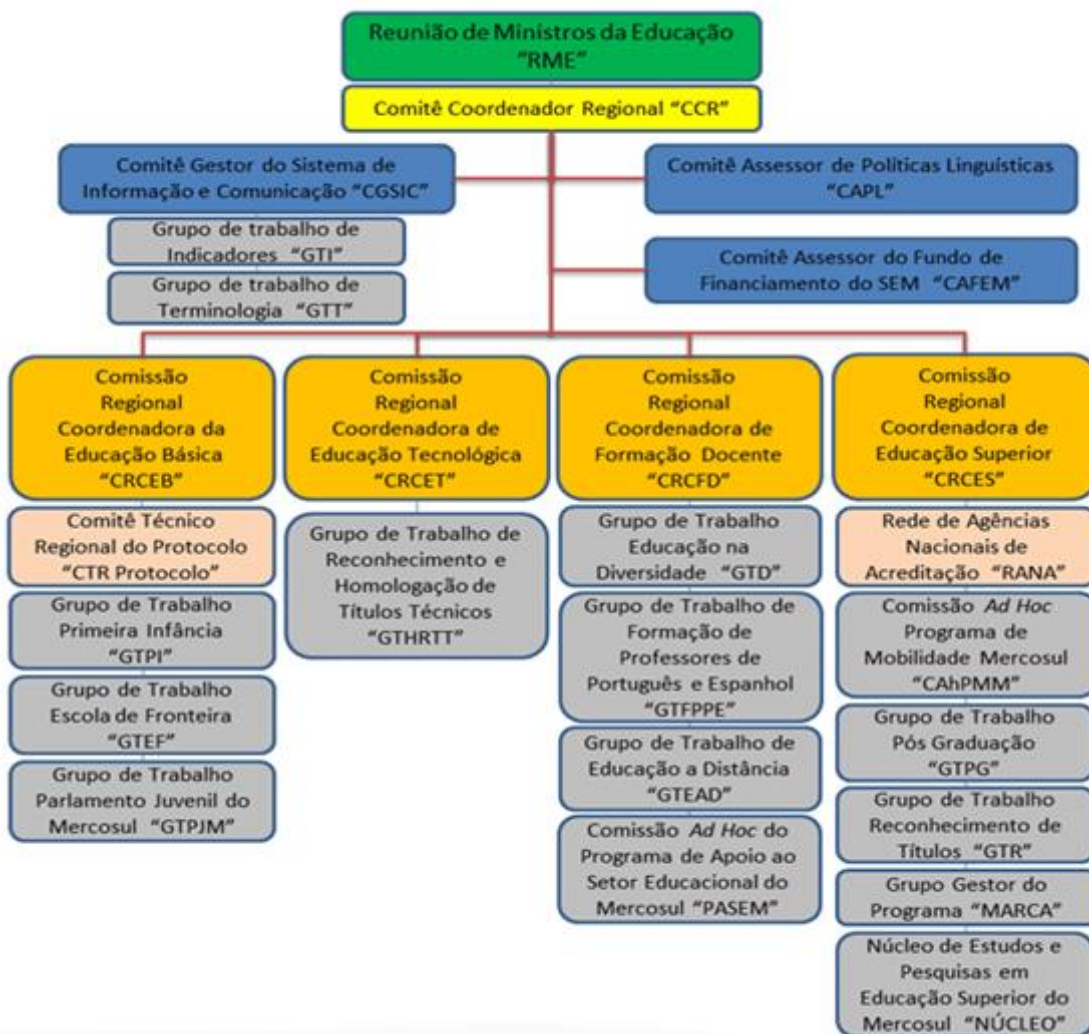 Reunião de Ministros da Educação
"RME"
Comitê Coordenador Regional "CCR"
Comitê Gestor do Sistema de
Informação e Comunicação "CGSIC"
Comitê Assessor de Políticas Linguísticas
"CAPL"
Grupo de trabalho de
Indicadores "GTI"
Grupo de trabalho de
Terminologia "GTT"
Comitê Assessor do Fundo de
Financiamento do SEM "CAFEM"
Comissão
Regional
Coordenadora da
Educação Básica
"CRCEB"
Comitê Técnico
Regional do Protocolo
"CTR Protocolo"
Grupo de Trabalho
Primeira Infância
"GTPI"
Grupo de Trabalho
Escola de Fronteira
"GTEF"
Grupo de Trabalho
Parlamento Juvenil do
Mercosul "GTPJM"
Comissão
Regional
Coordenadora de
Educação Tecnológica
"CRCET"
Grupo de Trabalho de
Reconhecimento e
Homologação de
Títulos Técnicos
"GTHRTT"
Comissão
Regional
Coordenadora de
Formação Docente
"CRCFD"
Grupo de Trabalho
Educação na
Diversidade "GTD"
Grupo de Trabalho de
Formação de
Professores de
Português e Espanhol
"GTFPPE"
Grupo de Trabalho de
Educação a Distância
"GTEAD"
Comissão Ad Hoc do
Programa de Apoio ao
Setor Educacional do
Mercosul "PASEM"
Comissão
Regional
Coordenadora de
Educação Superior
"CRCES"
Rede de Agências
Nacionais de
Acreditação "RANA"
Comissão Ad Hoc
Programa de
Mobilidade Mercosul
"CAhPMM"
Grupo de Trabalho
Pós Graduação
"GTPG"
Grupo de Trabalho
Reconhecimento de
Títulos "GTR"
Grupo Gestor do
Programa "MARCA"
Núcleo de Estudos e
Pesquisas em
Educação Superior do
Mercosul "NÚCLEO"